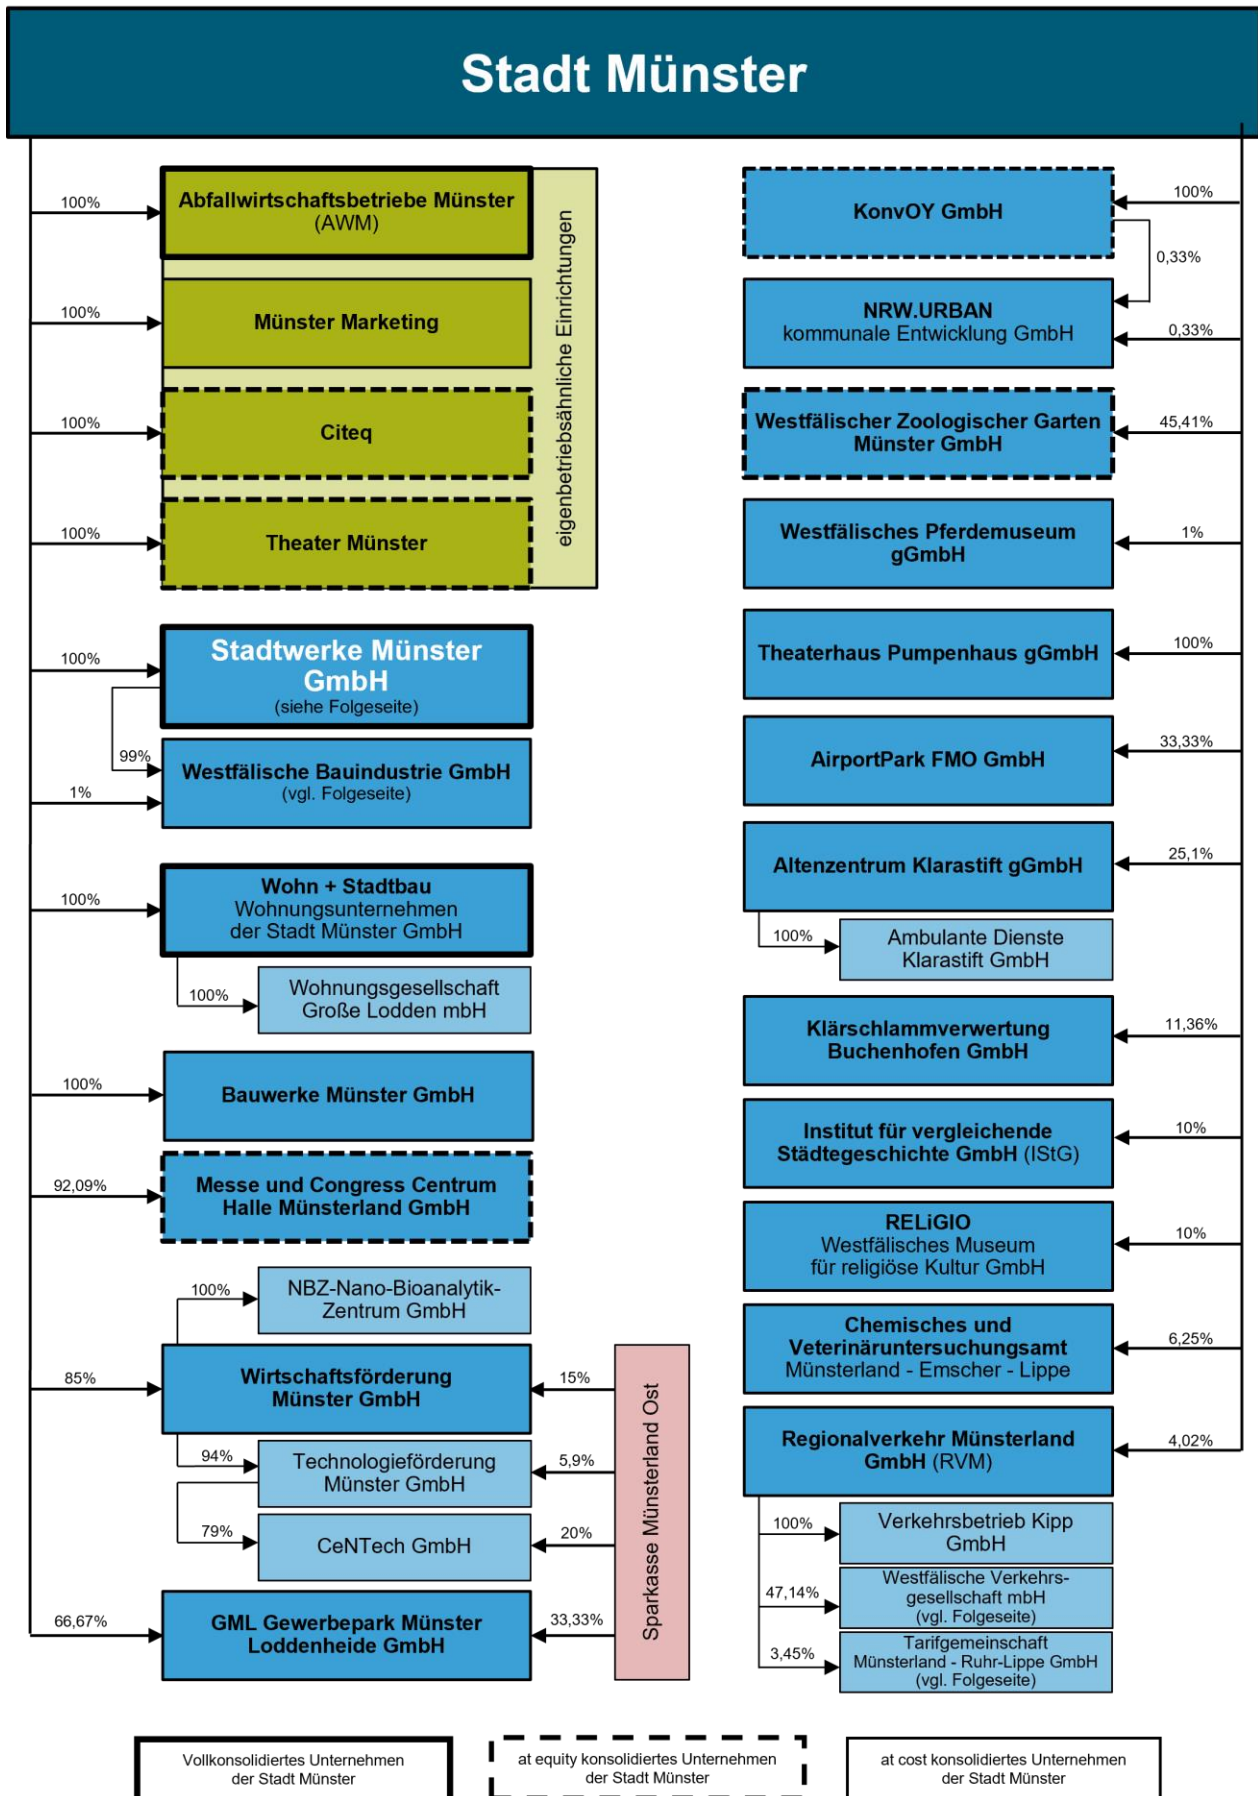 Stadt Münster
100%
Abfallwirtschaftsbetriebe Münster
(AWM)
100%
Münster Marketing
100%
Citeq
100%
Theater Münster
eigenbetriebsähnliche Einrichtungen
100%
Stadtwerke Münster
GmbH
(siehe Folgeseite)
99%
Westfälische Bauindustrie GmbH
(vgl. Folgeseite)
1%
100%
Wohn + Stadtbau
Wohnungsunternehmen
der Stadt Münster GmbH
100%
Wohnungsgesellschaft
Große Lodden mbH
100%
Bauwerke Münster GmbH
92,09%
Messe und Congress Centrum
Halle Münsterland GmbH
100%
NBZ-Nano-Bioanalytik-
Zentrum GmbH
85%
Wirtschaftsförderung
Münster GmbH
15%
94%
Technologieförderung
Münster GmbH
5,9%
79%
CeNTech GmbH
20%
66,67%
GML Gewerbepark Münster
Loddenheide GmbH
33,33%
Sparkasse Münsterland Ost
KonvOY GmbH
100%
0,33%
NRW.URBAN
kommunale Entwicklung GmbH
0,33%
Westfälischer Zoologischer Garten
Münster GmbH
45,41%
Westfälisches Pferdemuseum
gGmbH
1%
Theaterhaus Pumpenhaus gGmbH
100%
AirportPark FMO GmbH
33,33%
Altenzentrum Klarastift gGmbH
25,1%
100%
Ambulante Dienste
Klarastift GmbH
Klärschlammverwertung
Buchenhofen GmbH
11,36%
Institut für vergleichende
Städtegeschichte GmbH (IStG)
10%
RELiGIO
Westfälisches Museum
für religiöse Kultur GmbH
10%
Chemisches und
Veterinäruntersuchungsamt
Münsterland - Emscher - Lippe
6,25%
Regionalverkehr Münsterland
GmbH (RVM)
4,02%
100%
Verkehrsbetrieb Kipp
GmbH
47,14%
Westfälische Verkehrs-
gesellschaft mbH
(vgl. Folgeseite)
3,45%
Tarifgemeinschaft
Münsterland - Ruhr-Lippe GmbH
(vgl. Folgeseite)
Vollkonsolidiertes Unternehmen
der Stadt Münster
at equity konsolidiertes Unternehmen
der Stadt Münster
at cost konsolidiertes Unternehmen
der Stadt Münster